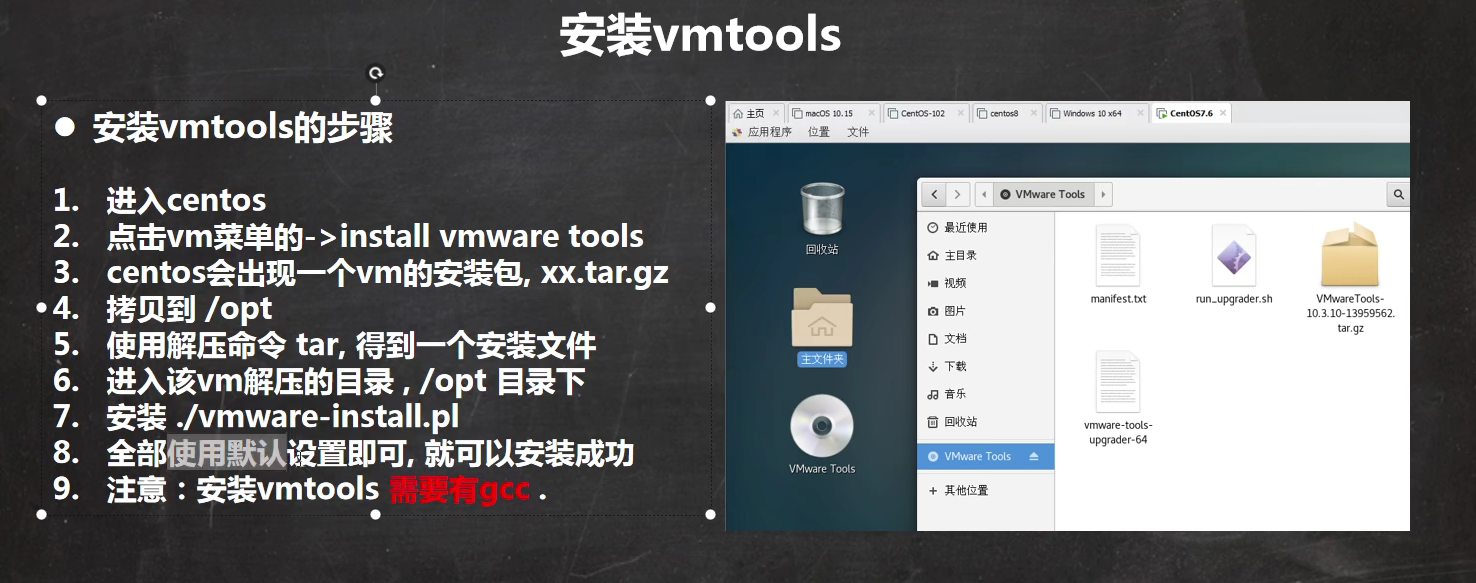 安装vmtools
● 安装vmtools的步骤
1. 进入centos
2. 点击vm菜单的->install vmware tools
3. centos会出现一个vm的安装包, xx.tar.gz
4. 拷贝到 /opt
5. 使用解压命令 tar, 得到一个安装文件
6. 进入该vm解压的目录 , /opt 目录下
7. 安装 ./vmware-install.pl
8. 全部使用默认设置即可, 就可以安装成功
9. 注意：安装vmtools 需要有gcc .
主页 macOS 10.15 CentOS-102 centos8 Windows 10 x64 CentOS7.6
应用程序 位置 文件
VMware Tools
回收站
主文件夹
VMware Tools
最近使用
主目录
视频
图片
文档
下载
音乐
回收站
VMware Tools
+ 其他位置
manifest.txt
run_upgrader.sh
VMwareTools-
10.3.10-13959562.
tar.gz
vmware-tools-
upgrader-64